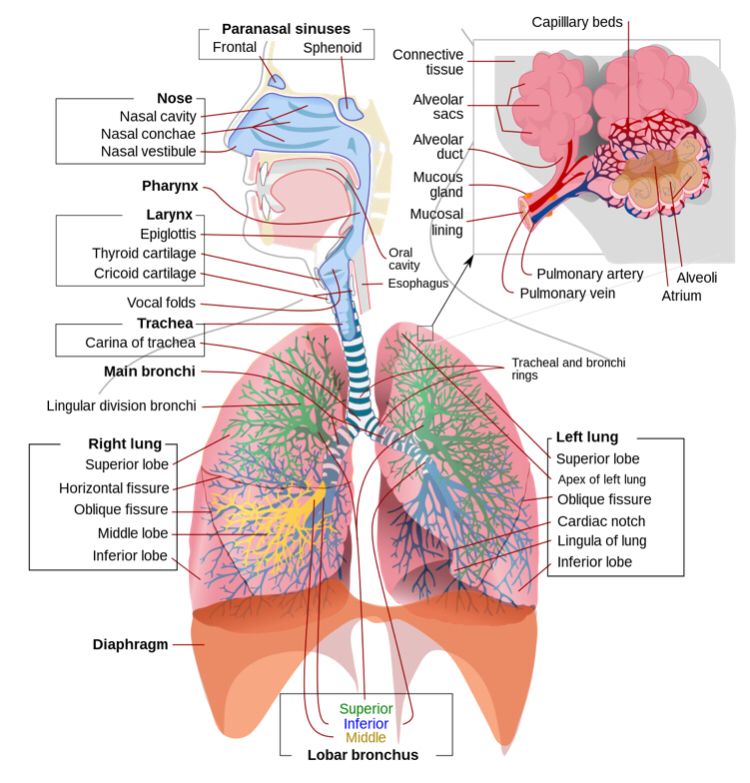 Paranasal sinuses
Frontal
Sphenoid
Nose
Nasal cavity
Nasal conchae
Nasal vestibule
Pharynx
Larynx
Epiglottis
Thyroid cartilage
Cricoid cartilage
Vocal folds
Trachea
Carina of trachea
Main bronchi
Lingular division bronchi
Right lung
Superior lobe
Horizontal fissure
Oblique fissure
Middle lobe
Inferior lobe
Diaphragm
Capilllary beds
Connective
tissue
Alveolar
sacs
Alveolar
duct
Mucous
gland
Mucosal
lining
Pulmonary artery
Pulmonary vein
Alveoli
Atrium
Oral
cavity
Esophagus
Tracheal and bronchi
rings
Left lung
Superior lobe
Apex of left lung
Oblique fissure
Cardiac notch
Lingula of lung
Inferior lobe
Superior
Inferior
Middle
Lobar bronchus